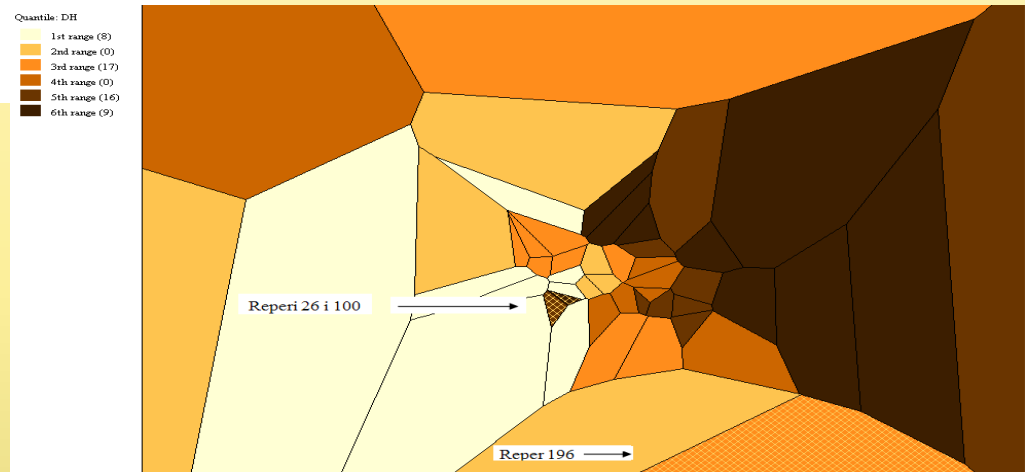 Quantile: DH
1st range (8)
2nd range (0)
3rd range (17)
4th range (0)
5th range (16)
6th range (9)
Reperi 26 i 100
Reper 196